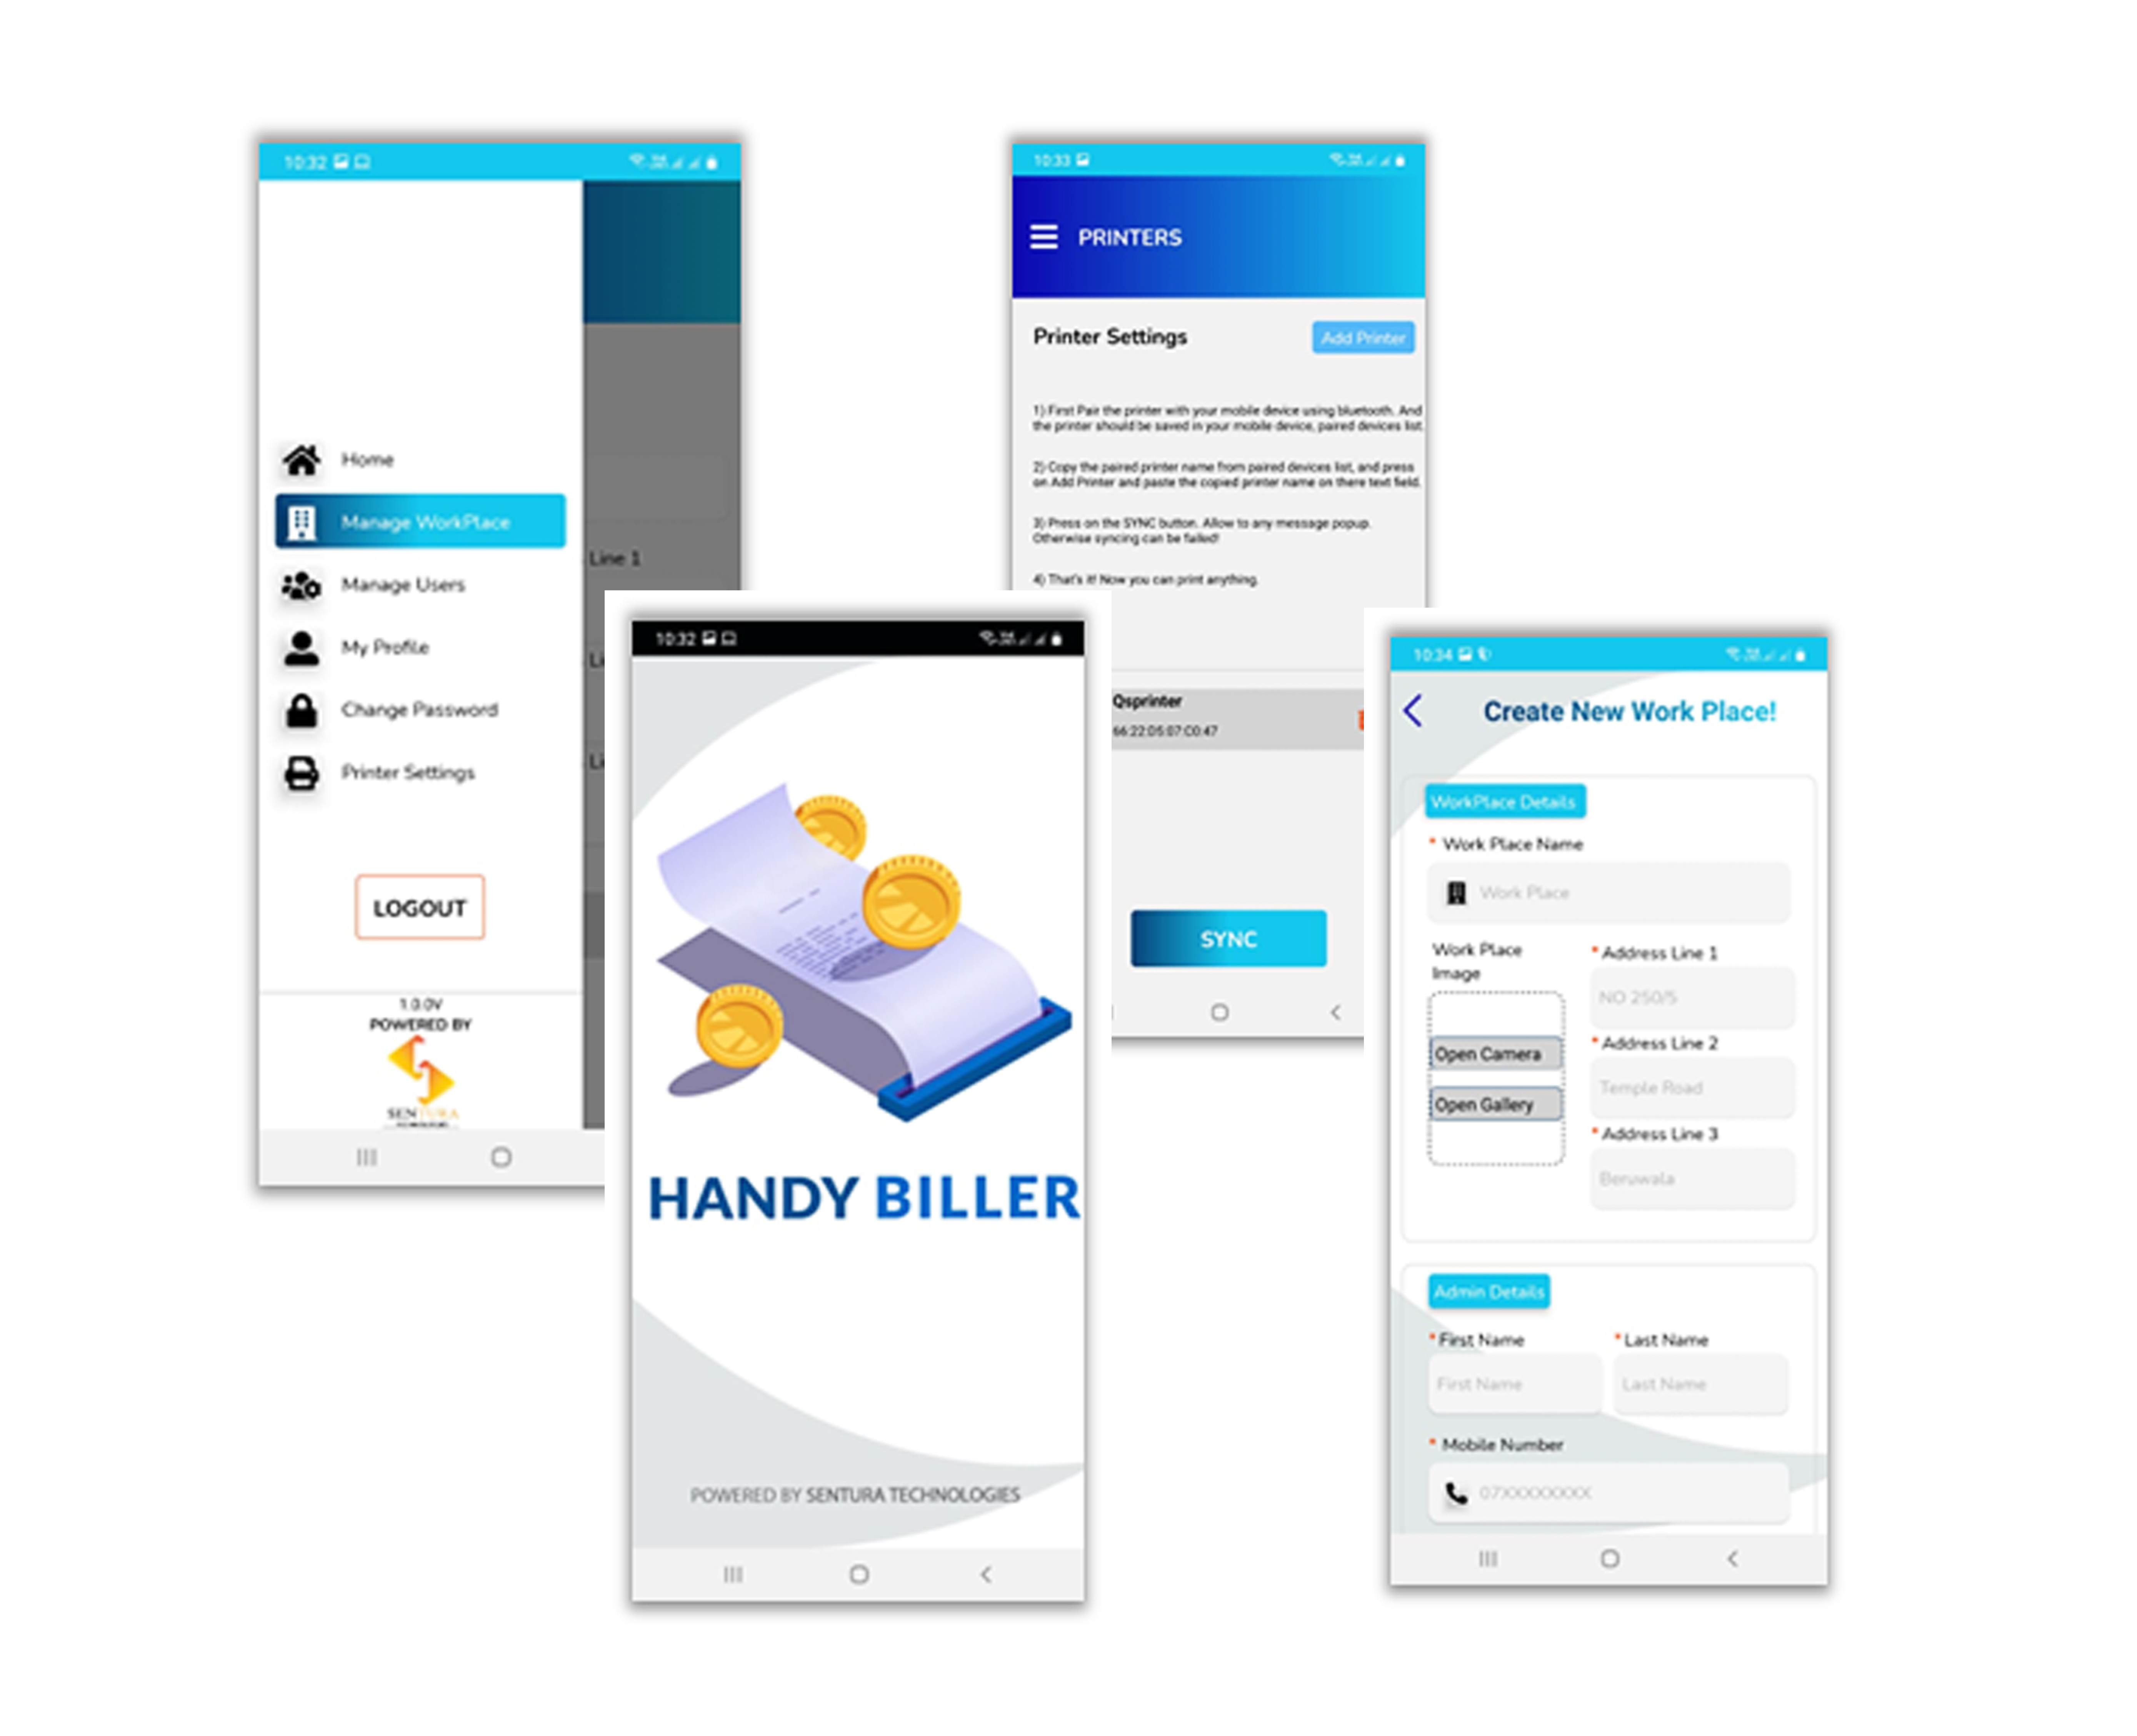 10:32
Home
Manage WorkPlace
Manage Users
My Profile
Change Password
Printer Settings
LOGOUT
1.0.0V
POWERED BY
SENTURA
Line 1
10:33
PRINTERS
Printer Settings
Add Printer
1) First Pair the printer with your mobile device using bluetooth. And
the printer should be saved in your mobile device, paired devices list.
2) Copy the paired printer name from paired devices list, and press
on Add Printer and paste the copied printer name on there text field.
3) Press on the SYNC button. Allow to any message popup.
Otherwise syncing can be failed!
4) That's it! Now you can print anything.
Qsprinter
66:22:D5:07:C0:47
SYNC
10:32
HANDY BILLER
POWERED BY SENTURA TECHNOLOGIES
10:34
Create New Work Place!
WorkPlace Details
* Work Place Name
Work Place
Work Place
Image
Open Camera
Open Gallery
* Address Line 1
NO 250/5
* Address Line 2
Temple Road
* Address Line 3
Beruwala
Admin Details
* First Name
First Name
* Last Name
Last Name
* Mobile Number
07XXXXXXXX